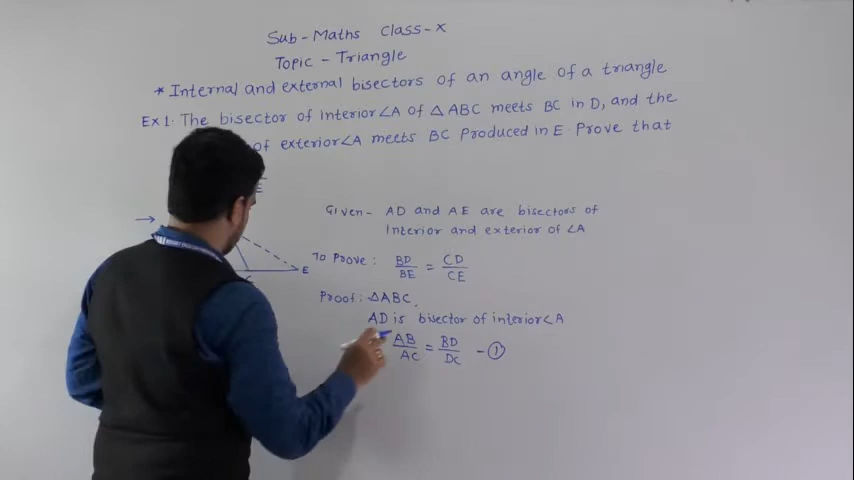 Sub - Maths Class-X
Topic - Triangle
* Internal and external bisectors of an angle of a triangle
Ex 1. The bisector of interior ∠A of △ ABC meets BC in D, and the
of exterior ∠A meets BC Produced in E. Prove that
E
Given - AD and AE are bisectors of
Interior and exterior of ∠A
E
To Prove : BD/BE = CD/CE
Proof : △ABC,
AD is bisector of interior ∠A
AB/AC = BD/DC - ①